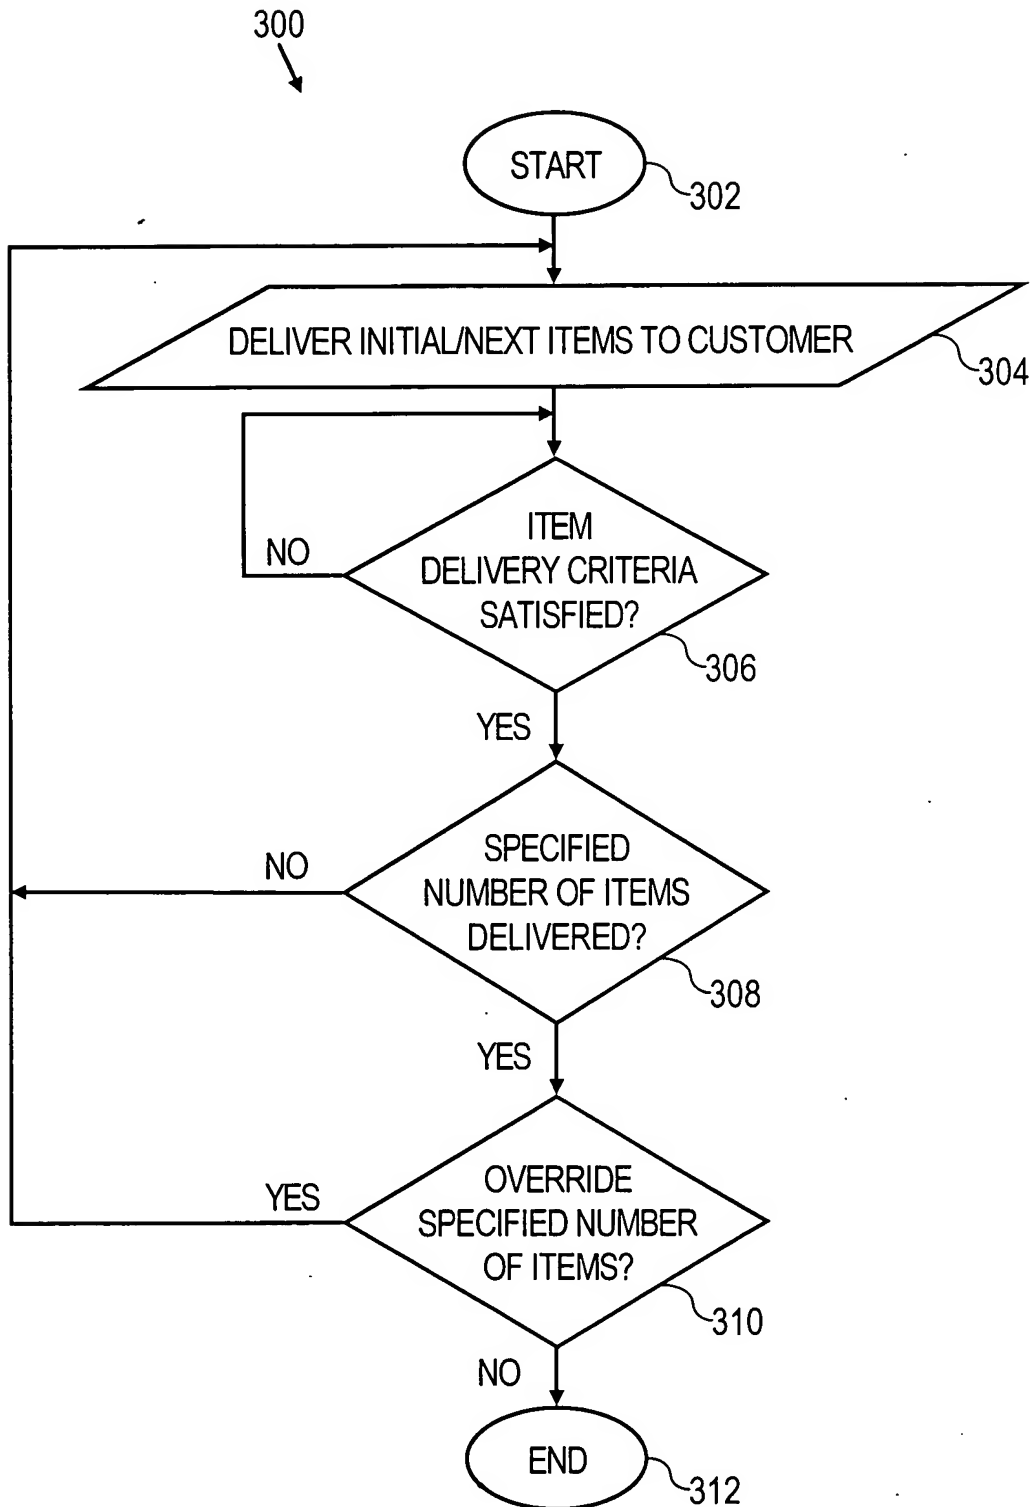 300
START
302
DELIVER INITIAL/NEXT ITEMS TO CUSTOMER
304
ITEM
DELIVERY CRITERIA
SATISFIED?
NO
306
YES
SPECIFIED
NUMBER OF ITEMS
DELIVERED?
NO
308
YES
OVERRIDE
SPECIFIED NUMBER
OF ITEMS?
YES
310
NO
END
312